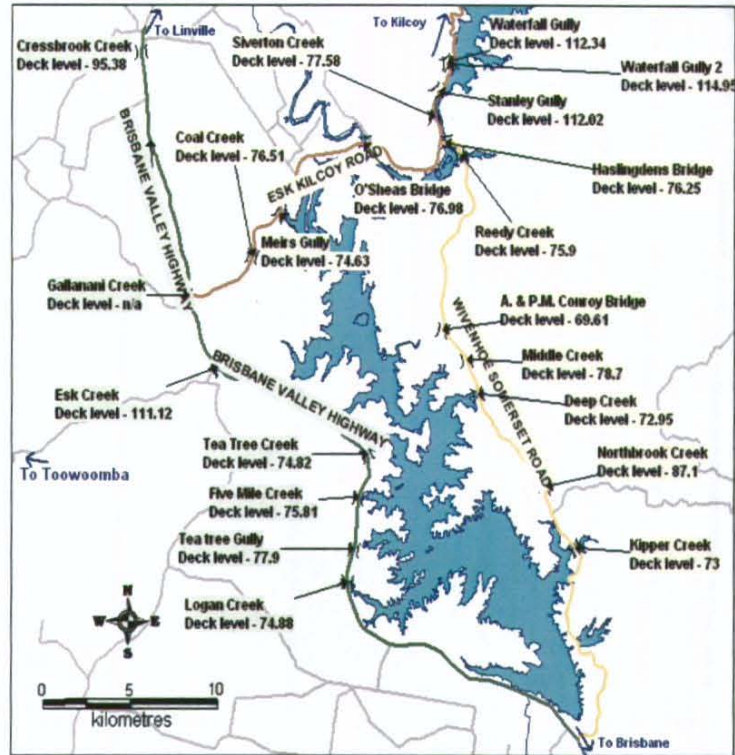 To Linville
To Kilcoy
Waterfall Gully
Deck level - 112.34
Cressbrook Creek
Deck level - 95.38
Siverton Creek
Deck level - 77.58
Waterfall Gully 2
Deck level - 114.95
Stanley Gully
Deck level - 112.02
Coal Creek
Deck level - 76.51
BRISBANE VALLEY HIGHWAY
ESK KILCOY ROAD
O'Sheas Bridge
Deck level - 76.98
Haslingdens Bridge
Deck level - 76.25
Reedy Creek
Deck level - 75.9
Meirs Gully
Deck level - 74.63
Gallanani Creek
Deck level - n/a
A. & P.M. Conroy Bridge
Deck level - 69.61
WIVENHOE SOMERSET ROAD
Middle Creek
Deck level - 78.7
BRISBANE VALLEY HIGHWAY
Esk Creek
Deck level - 111.12
Deep Creek
Deck level - 72.95
Tea Tree Creek
Deck level - 74.82
Northbrook Creek
Deck level - 87.1
To Toowoomba
Five Mile Creek
Deck level - 75.81
Tea tree Gully
Deck level - 77.9
Kipper Creek
Deck level - 73
Logan Creek
Deck level - 74.88
N
W E
S
0 5 10
kilometres
To Brisbane